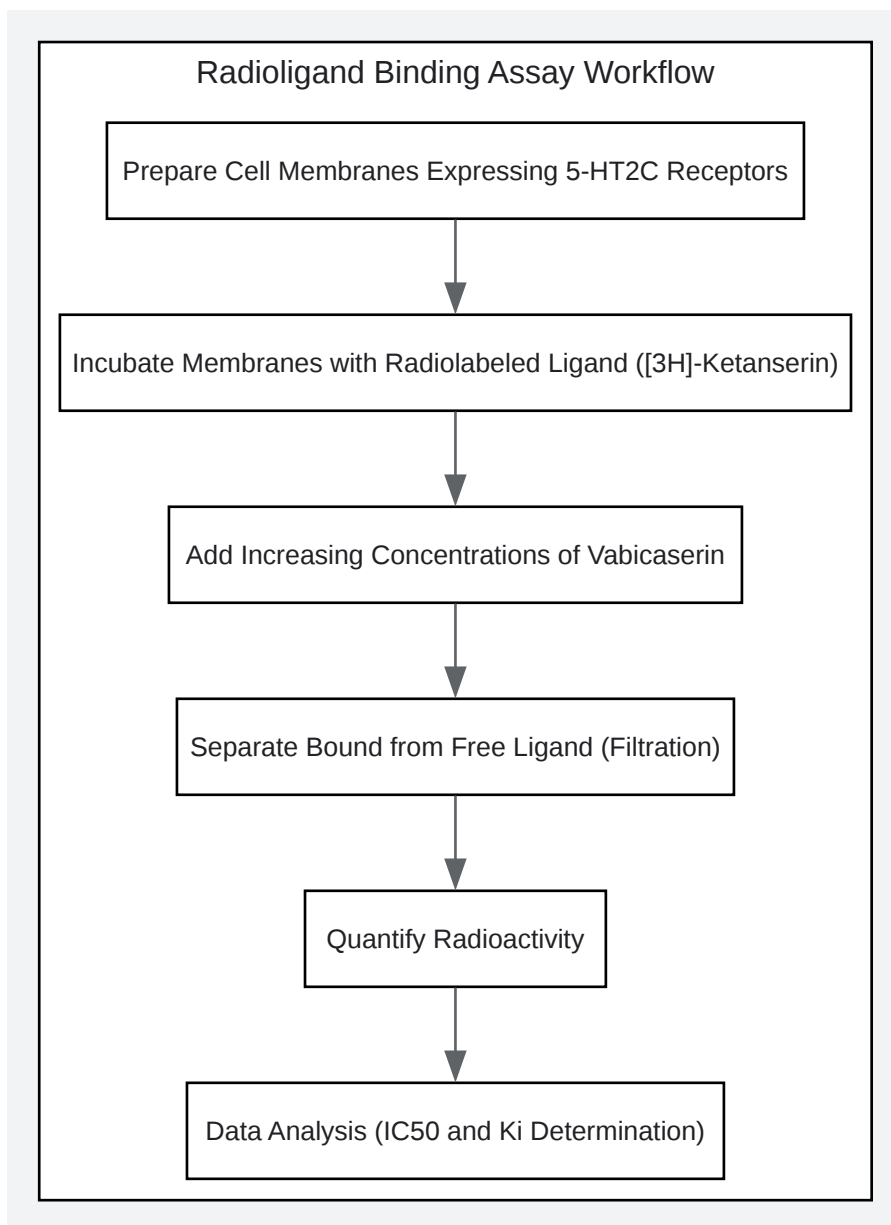 Radioligand Binding Assay Workflow
Prepare Cell Membranes Expressing 5-HT2C Receptors
Incubate Membranes with Radiolabeled Ligand ([3H]-Ketanserin)
Add Increasing Concentrations of Vabicaserin
Separate Bound from Free Ligand (Filtration)
Quantify Radioactivity
Data Analysis (IC50 and Ki Determination)